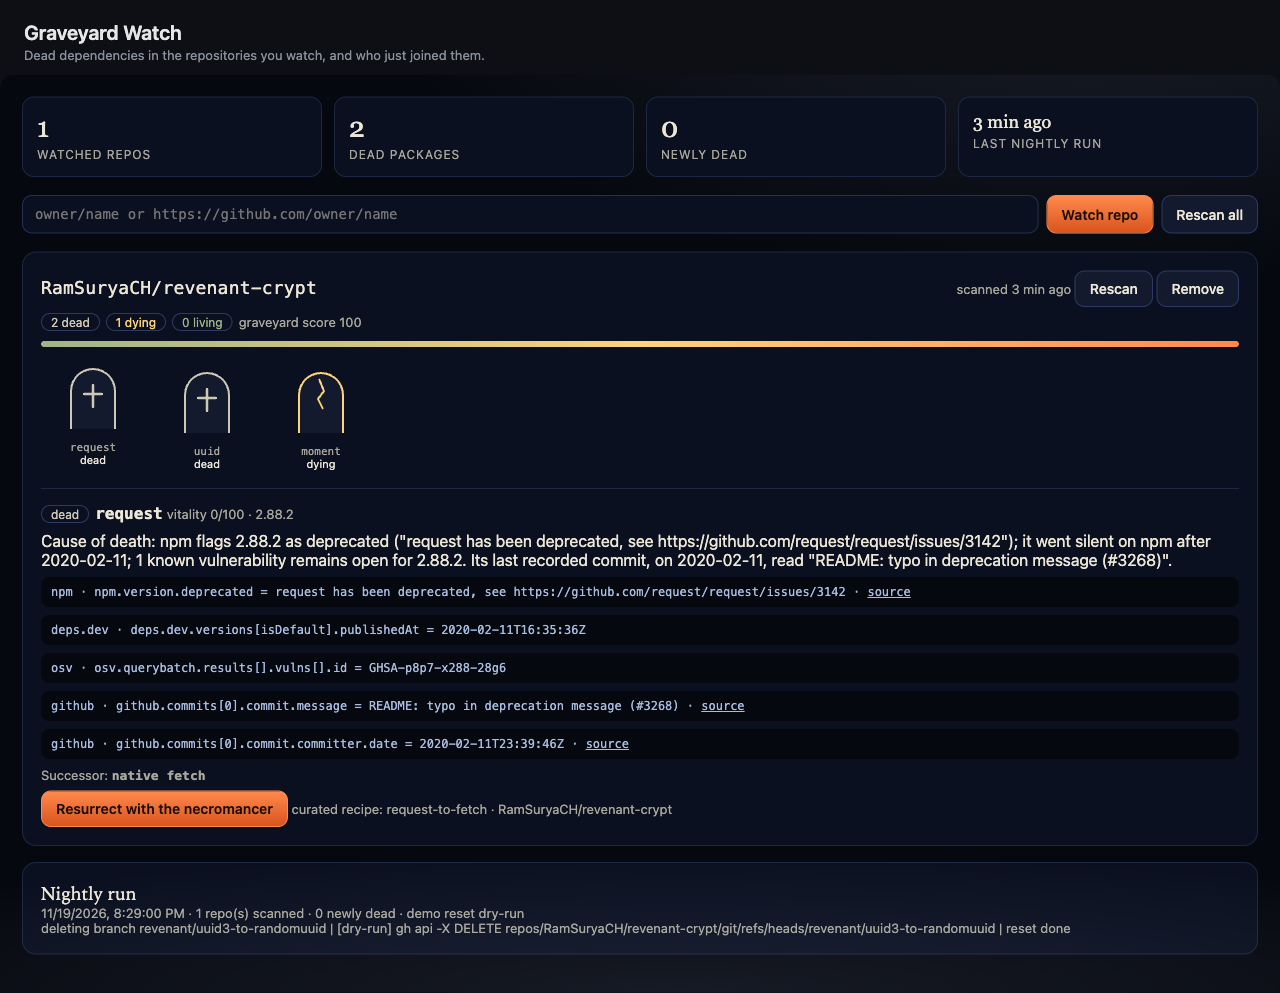 Graveyard Watch
Dead dependencies in the repositories you watch, and who just joined them.
1
WATCHED REPOS
2
DEAD PACKAGES
0
NEWLY DEAD
3 min ago
LAST NIGHTLY RUN
owner/name or https://github.com/owner/name
Watch repo
Rescan all
RamSuryaCH/revenant-crypt
scanned 3 min ago
Rescan
Remove
2 dead
1 dying
0 living
graveyard score 100
request
dead
uuid
dead
moment
dying
dead request vitality 0/100 · 2.88.2
Cause of death: npm flags 2.88.2 as deprecated ("request has been deprecated, see https://github.com/request/request/issues/3142"); it went silent on npm after
2020-02-11; 1 known vulnerability remains open for 2.88.2. Its last recorded commit, on 2020-02-11, read "README: typo in deprecation message (#3268)".
npm · npm.version.deprecated = request has been deprecated, see https://github.com/request/request/issues/3142 · source
deps.dev · deps.dev.versions[isDefault].publishedAt = 2020-02-11T16:35:36Z
osv · osv.querybatch.results[].vulns[].id = GHSA-p8p7-x288-28g6
github · github.commits[0].commit.message = README: typo in deprecation message (#3268) · source
github · github.commits[0].commit.committer.date = 2020-02-11T23:39:46Z · source
Successor: native fetch
Resurrect with the necromancer
curated recipe: request-to-fetch · RamSuryaCH/revenant-crypt
Nightly run
11/19/2026, 8:29:00 PM · 1 repo(s) scanned · 0 newly dead · demo reset dry-run
deleting branch revenant/uuid3-to-randomuuid | [dry-run] gh api -X DELETE repos/RamSuryaCH/revenant-crypt/git/refs/heads/revenant/uuid3-to-randomuuid | reset done